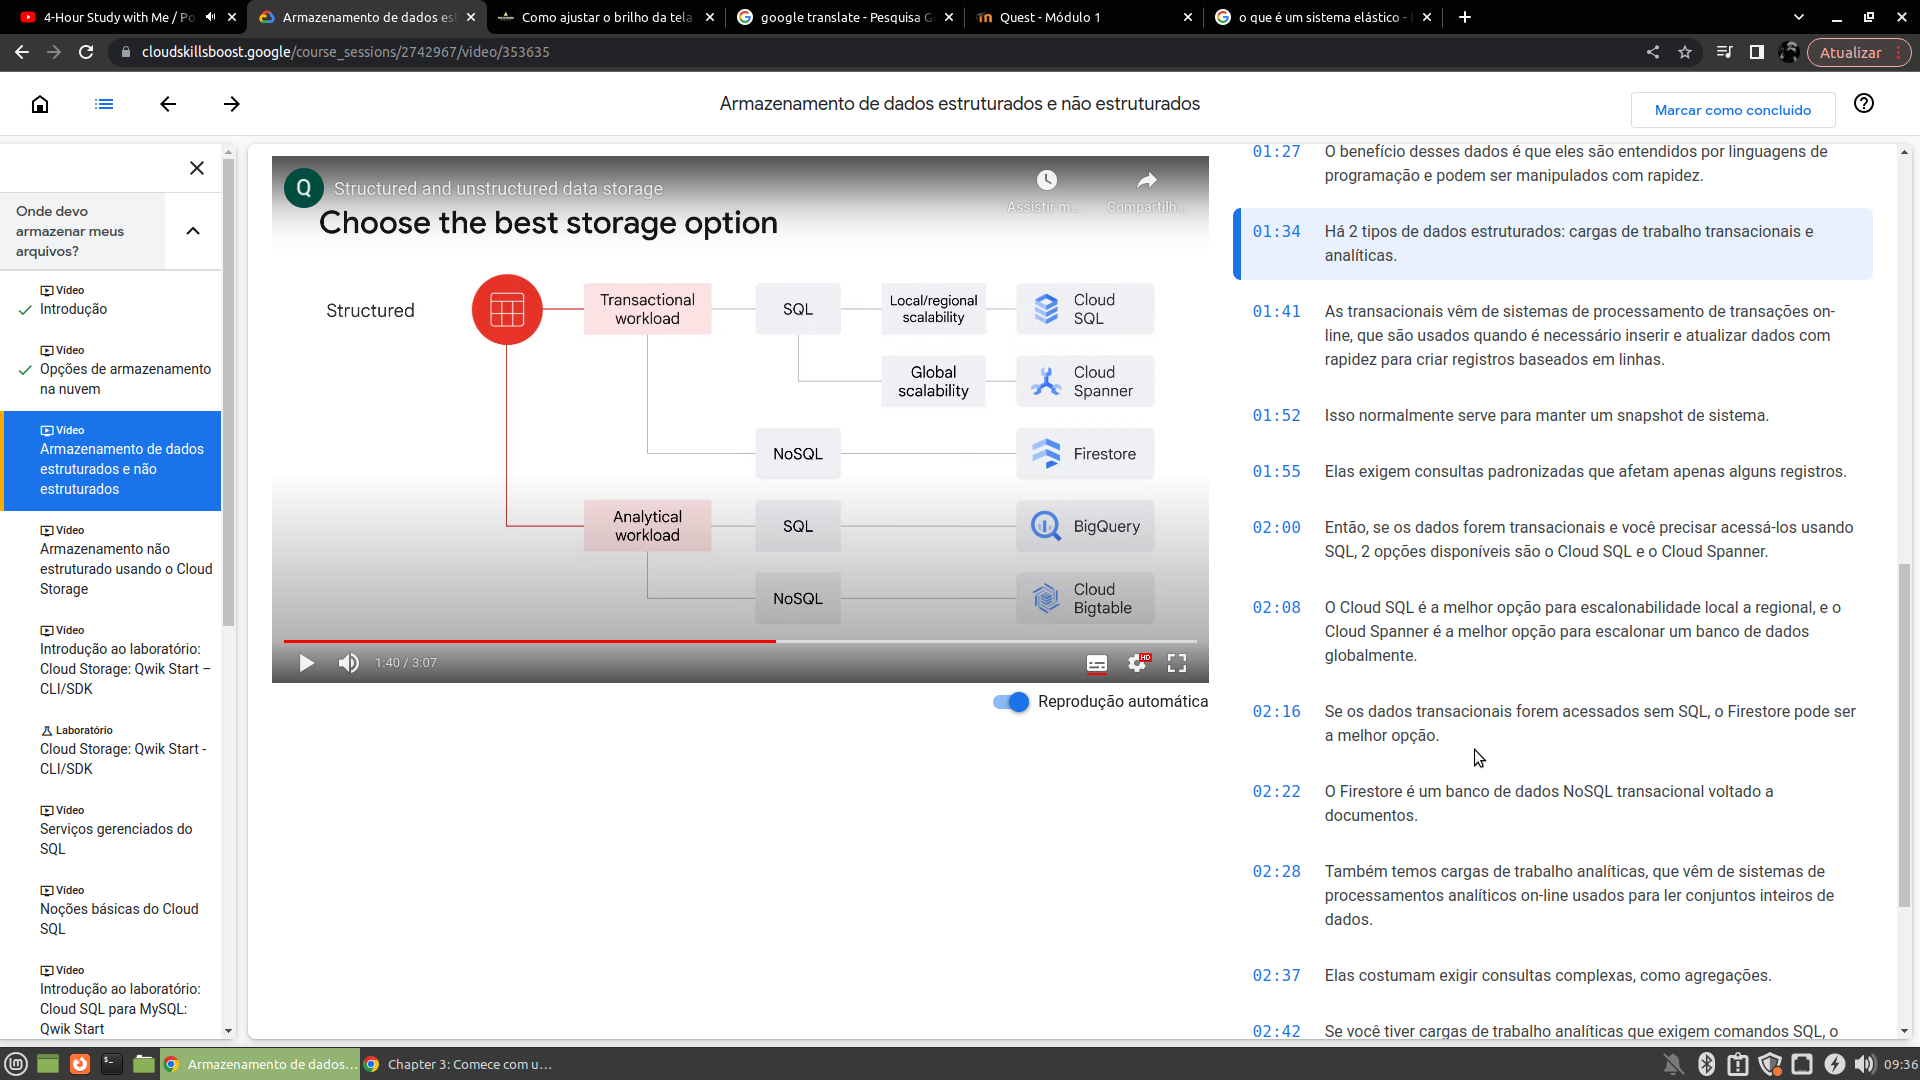 4-Hour Study with Me / Po
Armazenamento de dados est
Como ajustar o brilho da tela
google translate - Pesquisa G
Quest - Módulo 1
o que é um sistema elástico -
cloudskillsboost.google/course_sessions/2742967/video/353635
Atualizar
Armazenamento de dados estruturados e não estruturados
Marcar como concluído
Onde devo
armazenar meus
arquivos?
Vídeo
Introdução
Vídeo
Opções de armazenamento
na nuvem
Vídeo
Armazenamento de dados
estruturados e não
estruturados
Vídeo
Armazenamento não
estruturado usando o Cloud
Storage
Vídeo
Introdução ao laboratório:
Cloud Storage: Qwik Start –
CLI/SDK
Laboratório
Cloud Storage: Qwik Start -
CLI/SDK
Vídeo
Serviços gerenciados do
SQL
Vídeo
Noções básicas do Cloud
SQL
Vídeo
Introdução ao laboratório:
Cloud SQL para MySQL:
Qwik Start
Q
Structured and unstructured data storage
Assistir m...
Compartilh...
Choose the best storage option
Structured
Transactional
workload
SQL
Local/regional
scalability
Cloud
SQL
Global
scalability
Cloud
Spanner
NoSQL
Firestore
Analytical
workload
SQL
BigQuery
NoSQL
Cloud
Bigtable
1:40 / 3:07
HD
Reprodução automática
01:27 O benefício desses dados é que eles são entendidos por linguagens de
programação e podem ser manipulados com rapidez.
01:34 Há 2 tipos de dados estruturados: cargas de trabalho transacionais e
analíticas.
01:41 As transacionais vêm de sistemas de processamento de transações on-
line, que são usados quando é necessário inserir e atualizar dados com
rapidez para criar registros baseados em linhas.
01:52 Isso normalmente serve para manter um snapshot de sistema.
01:55 Elas exigem consultas padronizadas que afetam apenas alguns registros.
02:00 Então, se os dados forem transacionais e você precisar acessá-los usando
SQL, 2 opções disponíveis são o Cloud SQL e o Cloud Spanner.
02:08 O Cloud SQL é a melhor opção para escalonabilidade local a regional, e o
Cloud Spanner é a melhor opção para escalonar um banco de dados
globalmente.
02:16 Se os dados transacionais forem acessados sem SQL, o Firestore pode ser
a melhor opção.
02:22 O Firestore é um banco de dados NoSQL transacional voltado a
documentos.
02:28 Também temos cargas de trabalho analíticas, que vêm de sistemas de
processamentos analíticos on-line usados para ler conjuntos inteiros de
dados.
02:37 Elas costumam exigir consultas complexas, como agregações.
02:42 Se você tiver cargas de trabalho analíticas que exigem comandos SQL, o
Armazenamento de dados...
Chapter 3: Comece com u...
09:36